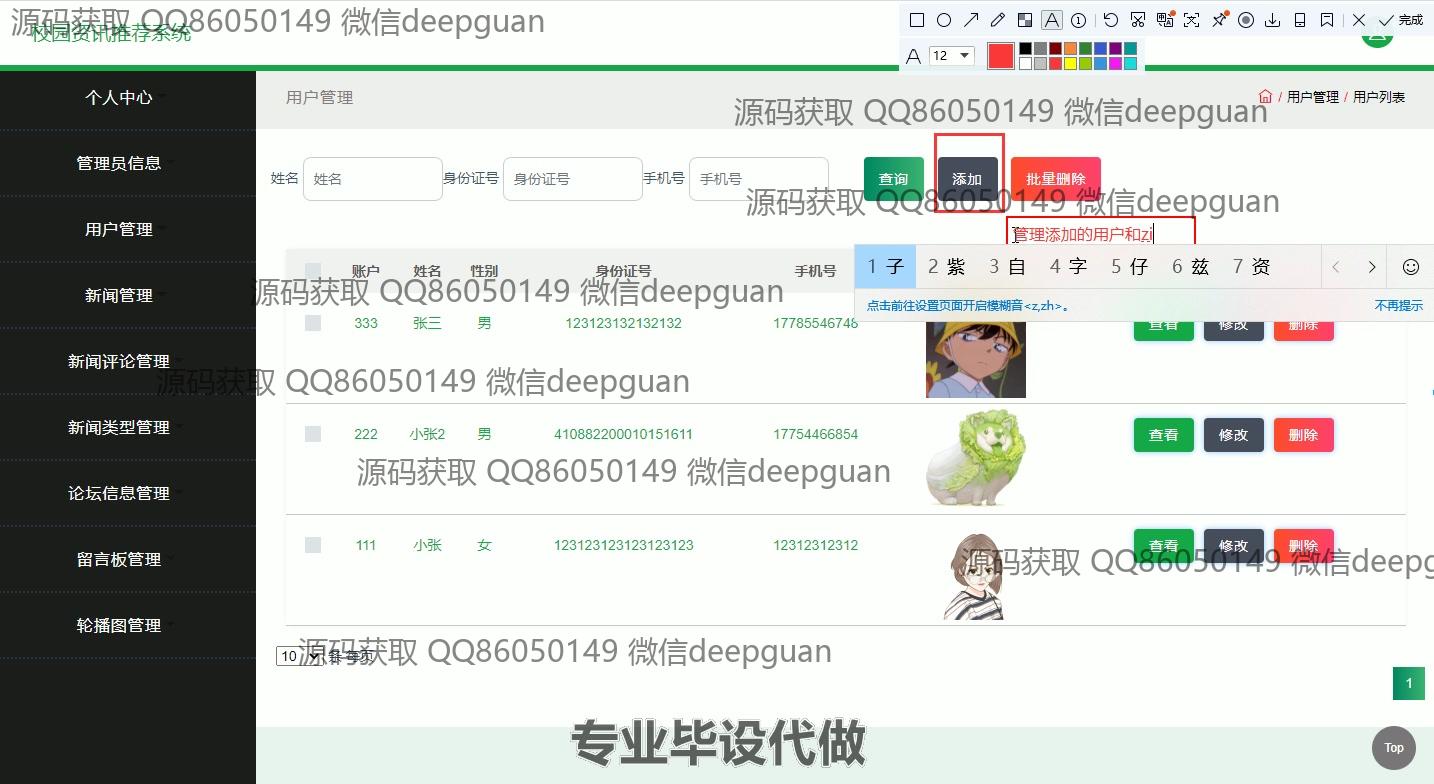 源码获取 QQ86050149 微信deepguan
校园资讯推荐系统
完成
12
个人中心
管理员信息
用户管理
新闻管理
新闻评论管理
新闻类型管理
论坛信息管理
留言板管理
轮播图管理
用户管理
/ 用户管理 / 用户列表
源码获取 QQ86050149 微信deepguan
姓名 姓名 身份证号 身份证号 手机号 手机号 查询 添加 批量删除
源码获取 QQ86050149 微信deepguan
管理添加的用户和zi
1 子 2 紫 3 自 4 字 5 仔 6 兹 7 资
点击前往设置页面开启模糊音<z,zh>。 不再提示
账户 姓名 性别 身份证号 手机号
源码获取 QQ86050149 微信deepguan
333 张三 男 123123132132132 17785546748 查看 修改 删除
源码获取 QQ86050149 微信deepguan
222 小张2 男 410882200010151611 17754466854 查看 修改 删除
源码获取 QQ86050149 微信deepguan
111 小张 女 123123123123123123 12312312312 查看 修改 删除
源码获取 QQ86050149 微信deepg
10
源码获取 QQ86050149 微信deepguan
1
专业毕设代做
Top